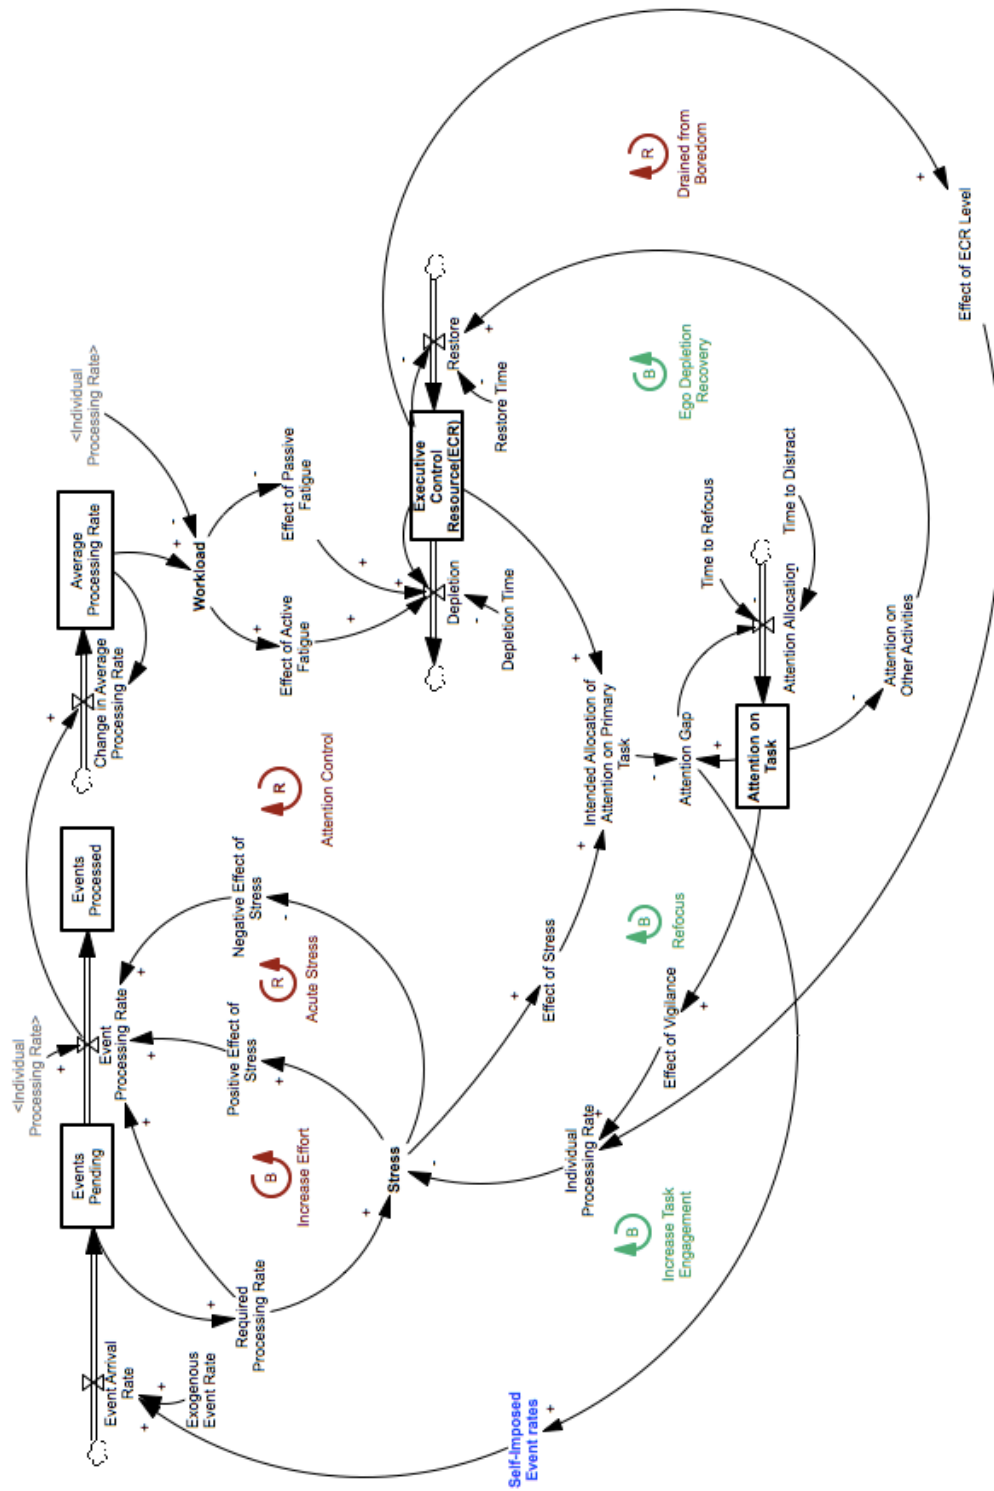 <Individual
Processing Rate>
Events
Pending
Events
Processed
Event Arrival
Rate
Exogenous
Event Rate
Event
Processing Rate
Change in Average
Processing Rate
Average
Processing Rate
<Individual
Processing Rate>
Required
Processing Rate
Positive Effect of
Stress
Negative Effect of
Stress
B
Increase Effort
R
Acute Stress
R
Attention Control
Workload
Effect of Active
Fatigue
Effect of Passive
Fatigue
Stress
Depletion
Depletion Time
Executive
Control
Resource(ECR)
Restore
Restore Time
Effect of Stress
Intended Allocation of
Attention on Primary
Task
Individual
Processing Rate
Effect of Vigilance
B
Increase Task
Engagement
B
Refocus
B
Ego Depletion
Recovery
R
Drained from
Boredom
Attention Gap
Time to Refocus
Time to Distract
Attention Allocation
Attention on
Task
Attention on
Other Activities
Self-Imposed
Event rates
Effect of ECR Level